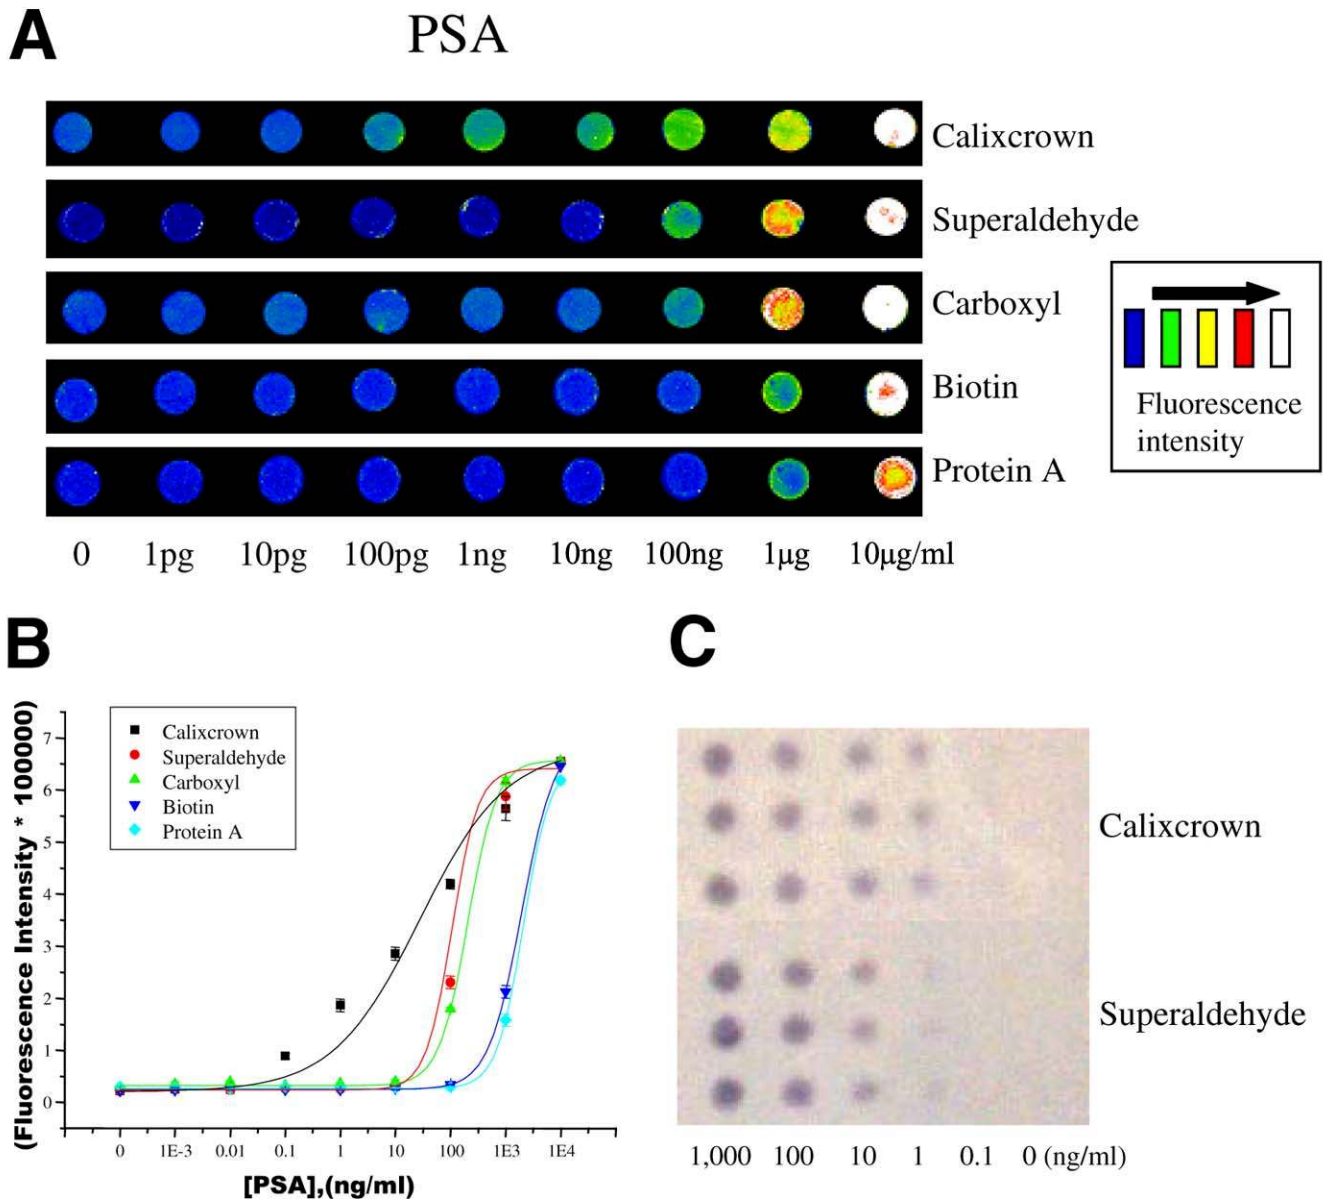 A
PSA
Calixcrown
Superaldehyde
Carboxyl
Biotin
Protein A
0 1pg 10pg 100pg 1ng 10ng 100ng 1µg 10µg/ml
Fluorescence
intensity
B
(Fluorescence Intensity * 100000)
7
6
5
4
3
2
1
0
Calixcrown
Superaldehyde
Carboxyl
Biotin
Protein A
0 1E-3 0.01 0.1 1 10 100 1E3 1E4
[PSA],(ng/ml)
C
Calixcrown
Superaldehyde
1,000 100 10 1 0.1 0 (ng/ml)